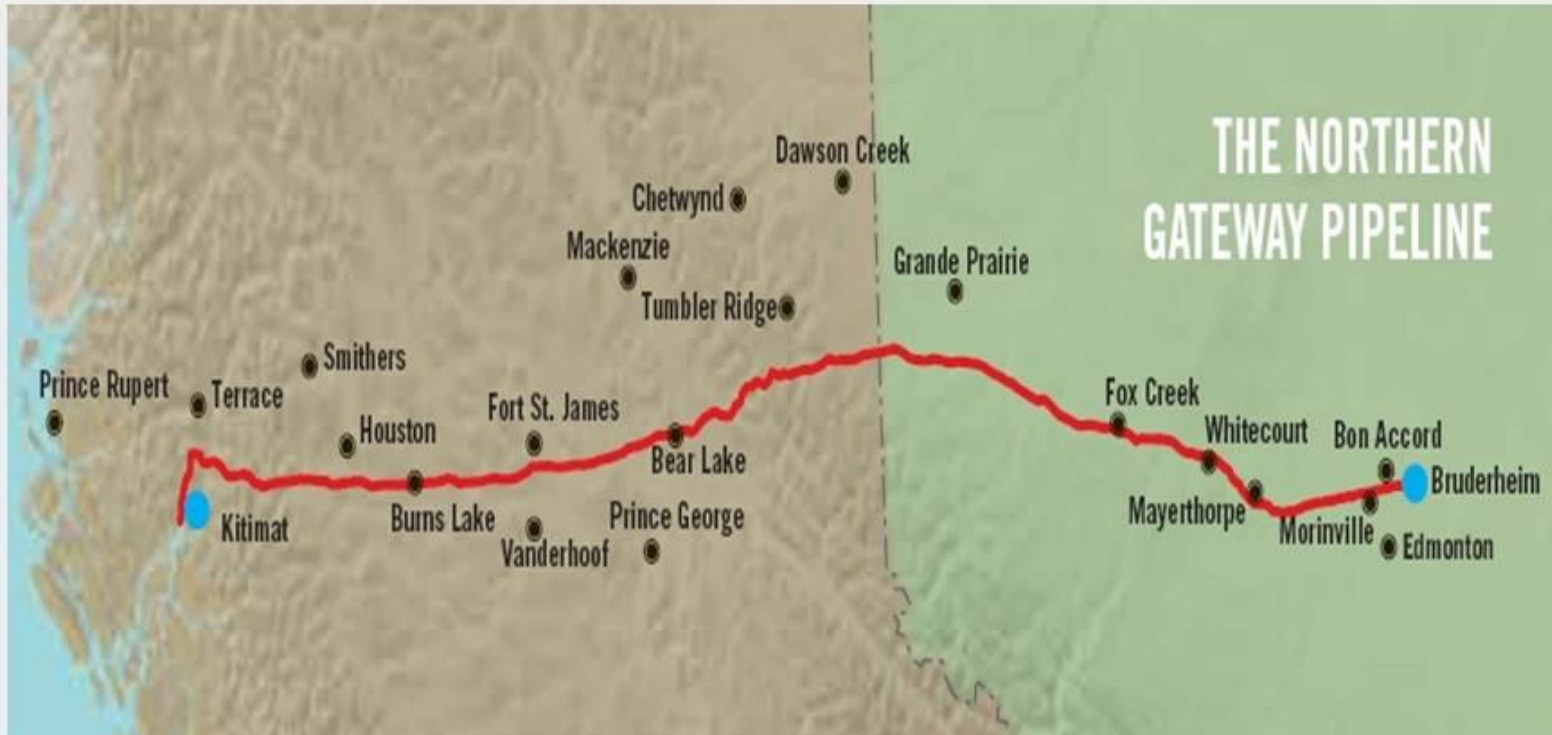 THE NORTHERN
GATEWAY PIPELINE
Dawson Creek
Chetwynd
Mackenzie
Grande Prairie
Tumbler Ridge
Smithers
Prince Rupert
Terrace
Fox Creek
Fort St. James
Houston
Whitecourt
Bon Accord
Bear Lake
Bruderheim
Burns Lake
Prince George
Mayerthorpe
Kitimat
Morinville
Vanderhoof
Edmonton